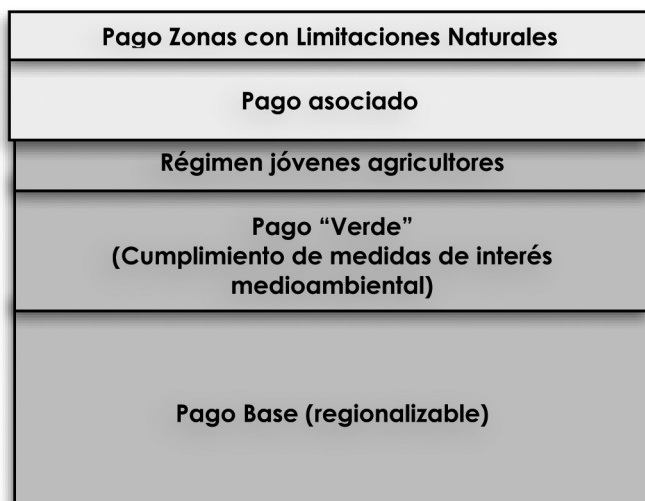 Pago Zonas con Limitaciones Naturales
Pago asociado
Régimen jóvenes agricultores
Pago “Verde”
(Cumplimiento de medidas de interés
medioambiental)
Pago Base (regionalizable)